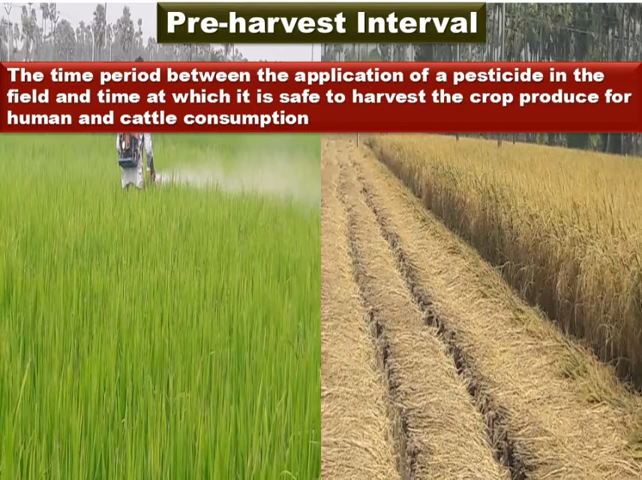 Pre-harvest Interval
The time period between the application of a pesticide in the
field and time at which it is safe to harvest the crop produce for
human and cattle consumption